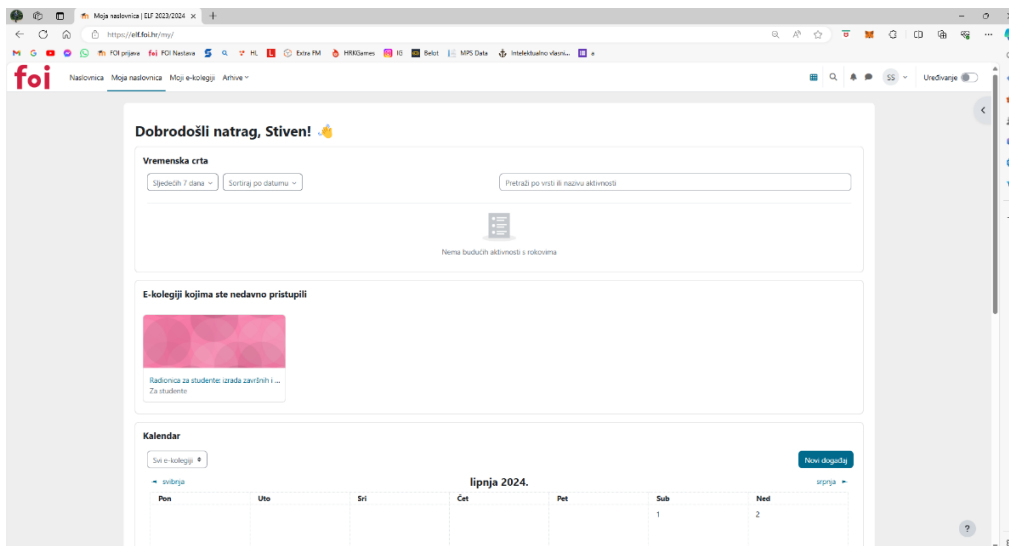 Moja naslovnica | ELF 2023/2024
https://elf.foi.hr/my/
FOI prijava foi FOI Nastava HL Extra FM HRKGames IG Belot MPS Data Intelektualno vlasni... e
foi Naslovnica Moja naslovnica Moji e-kolegiji Arhive SS Uređivanje
Dobrodošli natrag, Stiven!
Vremenska crta
Sljedećih 7 dana Sortiraj po datumu Pretraži po vrsti ili nazivu aktivnosti
Nema budućih aktivnosti s rokovima
E-kolegiji kojima ste nedavno pristupili
Radionica za studente: izrada završnih i ...
Za studente
Kalendar
Svi e-kolegiji Novi događaj
svibnja lipnja 2024. srpnja
Pon Uto Sri Čet Pet Sub Ned
1 2
?